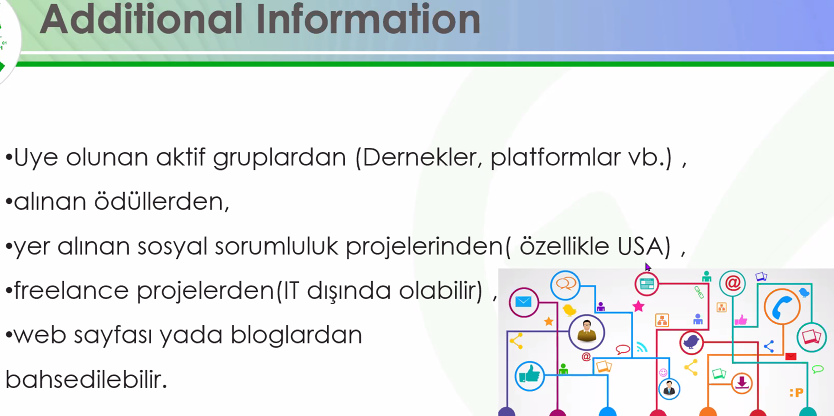 Additional Information
•Uye olunan aktif gruplardan (Dernekler, platformlar vb.) ,
•alınan ödüllerden,
•yer alınan sosyal sorumluluk projelerinden( özellikle USA) ,
•freelance projelerden(IT dışında olabilir) ,
•web sayfası yada bloglardan
bahsedilebilir.
@
@
:P